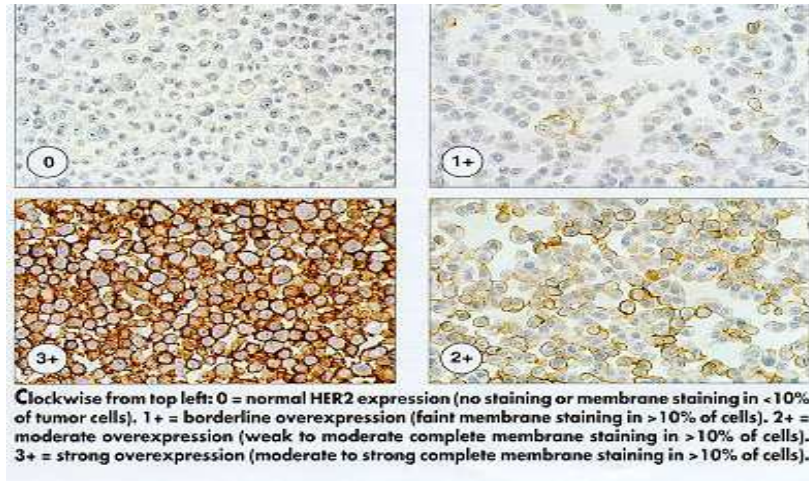 0
1+
3+
2+
Clockwise from top left: 0 = normal HER2 expression (no staining or membrane staining in <10%
of tumor cells). 1+ = borderline overexpression (faint membrane staining in >10% of cells). 2+ =
moderate overexpression (weak to moderate complete membrane staining in >10% of cells).
3+ = strong overexpression (moderate to strong complete membrane staining in >10% of cells).